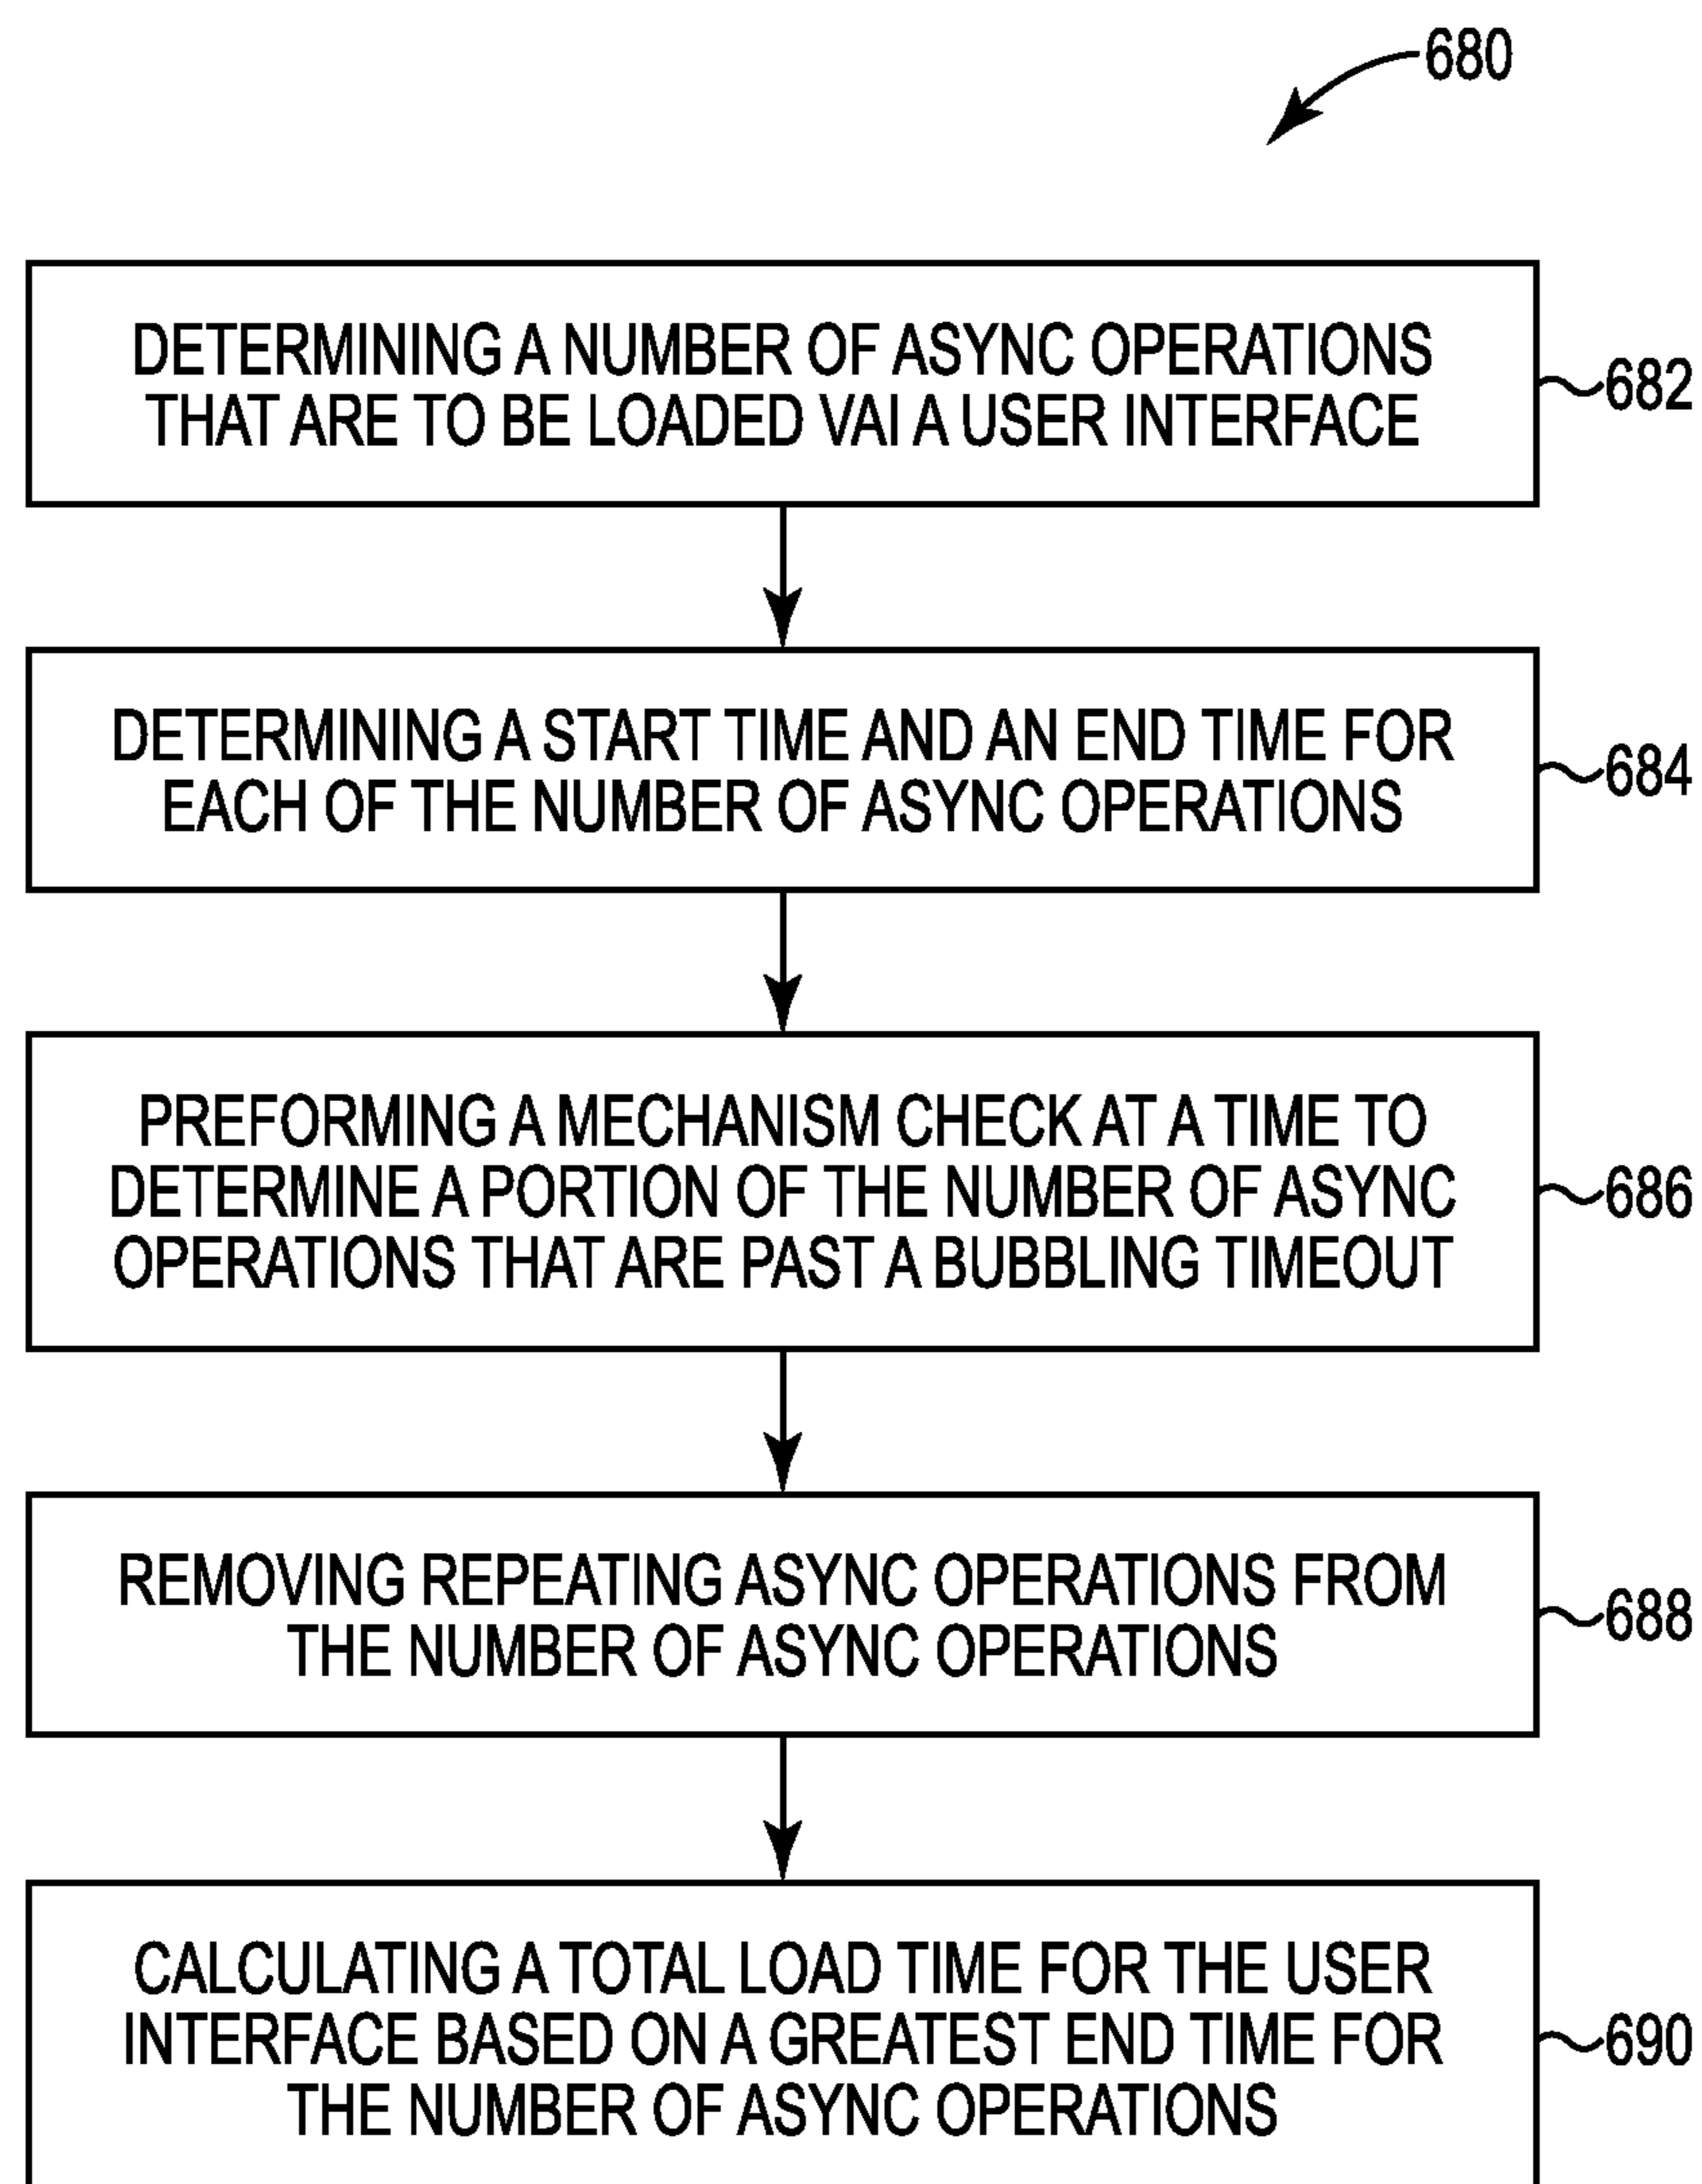 680
DETERMINING A NUMBER OF ASYNC OPERATIONS
THAT ARE TO BE LOADED VAI A USER INTERFACE
682
DETERMINING A START TIME AND AN END TIME FOR
EACH OF THE NUMBER OF ASYNC OPERATIONS
684
PREFORMING A MECHANISM CHECK AT A TIME TO
DETERMINE A PORTION OF THE NUMBER OF ASYNC
OPERATIONS THAT ARE PAST A BUBBLING TIMEOUT
686
REMOVING REPEATING ASYNC OPERATIONS FROM
THE NUMBER OF ASYNC OPERATIONS
688
CALCULATING A TOTAL LOAD TIME FOR THE USER
INTERFACE BASED ON A GREATEST END TIME FOR
THE NUMBER OF ASYNC OPERATIONS
690